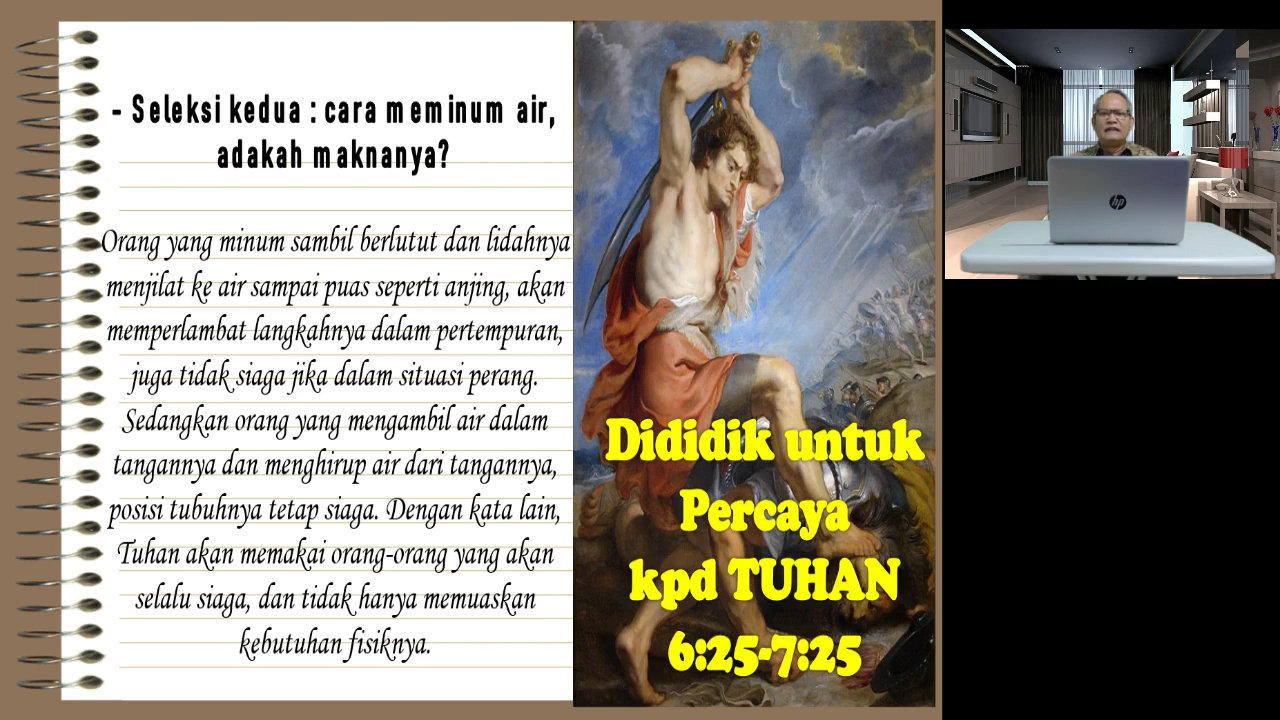 - Seleksi kedua : cara meminum air,
adakah maknanya?
Orang yang minum sambil berlutut dan lidahnya
menjilat ke air sampai puas seperti anjing, akan
memperlambat langkahnya dalam pertempuran,
juga tidak siaga jika dalam situasi perang.
Sedangkan orang yang mengambil air dalam
tangannya dan menghirup air dari tangannya,
posisi tubuhnya tetap siaga. Dengan kata lain,
Tuhan akan memakai orang-orang yang akan
selalu siaga, dan tidak hanya memuaskan
kebutuhan fisiknya.
Dididik untuk
Percaya
kpd TUHAN
6:25-7:25
hp